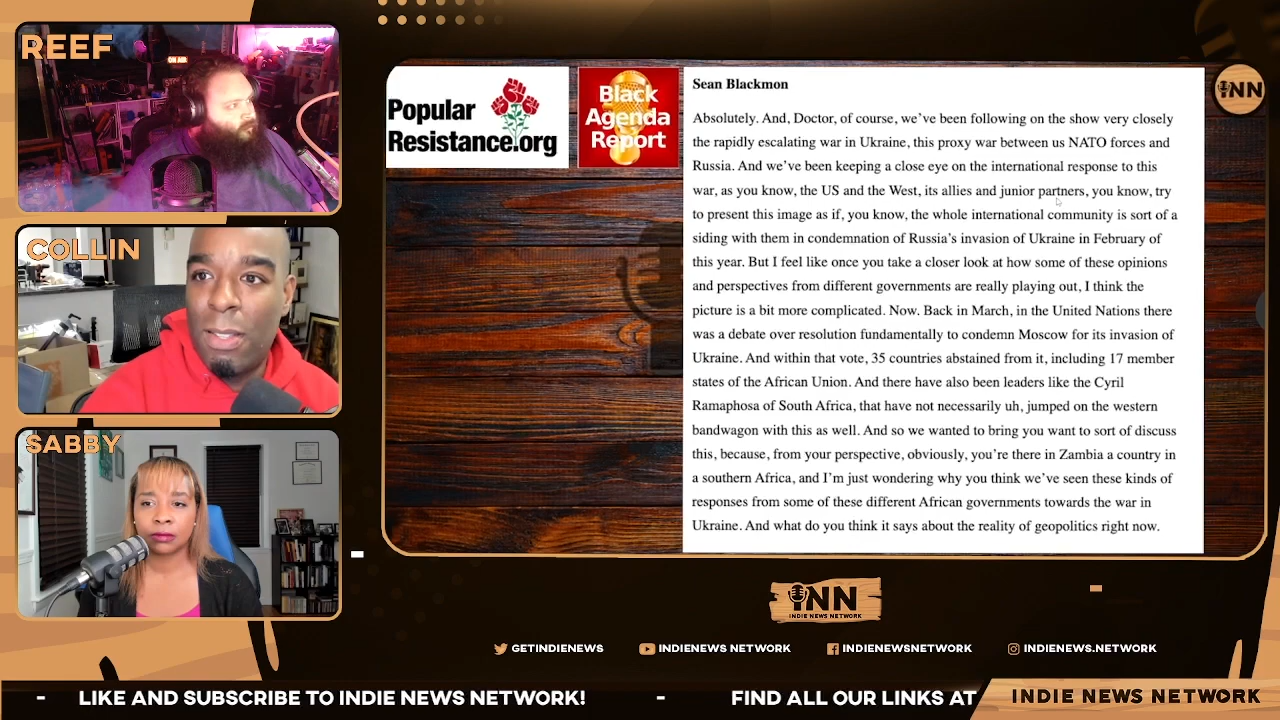 REEF
ON AIR
COLLIN
SABBY
Popular
Resistance.org
Black
Agenda
Report
Sean Blackmon
Absolutely. And, Doctor, of course, we've been following on the show very closely
the rapidly escalating war in Ukraine, this proxy war between us NATO forces and
Russia. And we've been keeping a close eye on the international response to this
war, as you know, the US and the West, its allies and junior partners, you know, try
to present this image as if, you know, the whole international community is sort of a
siding with them in condemnation of Russia's invasion of Ukraine in February of
this year. But I feel like once you take a closer look at how some of these opinions
and perspectives from different governments are really playing out, I think the
picture is a bit more complicated. Now. Back in March, in the United Nations there
was a debate over resolution fundamentally to condemn Moscow for its invasion of
Ukraine. And within that vote, 35 countries abstained from it, including 17 member
states of the African Union. And there have also been leaders like the Cyril
Ramaphosa of South Africa, that have not necessarily uh, jumped on the western
bandwagon with this as well. And so we wanted to bring you want to sort of discuss
this, because, from your perspective, obviously, you're there in Zambia a country in
a southern Africa, and I'm just wondering why you think we've seen these kinds of
responses from some of these different African governments towards the war in
Ukraine. And what do you think it says about the reality of geopolitics right now.
INN
INN
INDIE NEWS NETWORK
GETINDIENEWS
INDIENEWS NETWORK
INDIENEWSNETWORK
INDIENEWS.NETWORK
- LIKE AND SUBSCRIBE TO INDIE NEWS NETWORK! - FIND ALL OUR LINKS AT
INDIE NEWS NETWORK